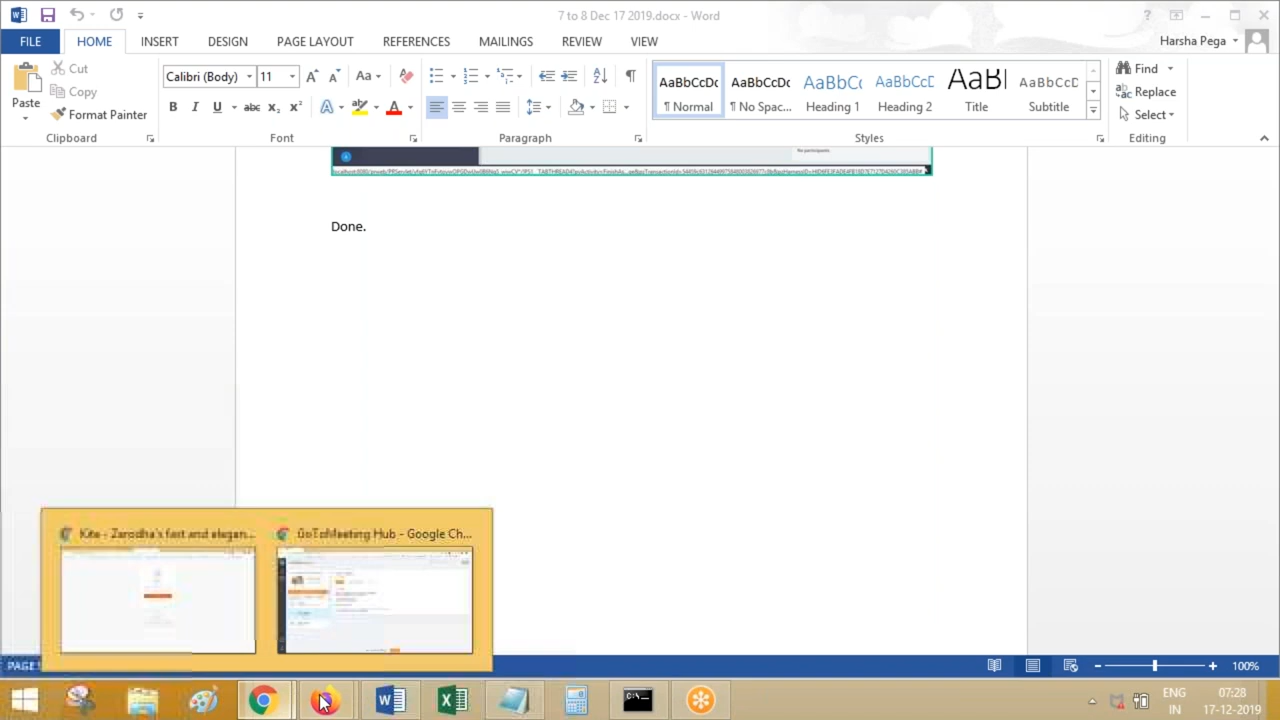 7 to 8 Dec 17 2019.docx - Word
FILE HOME INSERT DESIGN PAGE LAYOUT REFERENCES MAILINGS REVIEW VIEW
Harsha Pega
Paste
Cut
Copy
Format Painter
Calibri (Body) 11
AaBbCcDc AaBbCcDc AaBbCc AaBbCcD AaBl AaBbCcD
¶ Normal ¶ No Spac... Heading 1 Heading 2 Title Subtitle
Find
Replace
Select
Clipboard Font Paragraph Styles Editing
No participants
Done.
Kite - Zerodha's fast and elegan...
GoToMeeting Hub - Google Ch...
PAGE
100%
ENG
IN
07:28
17-12-2019